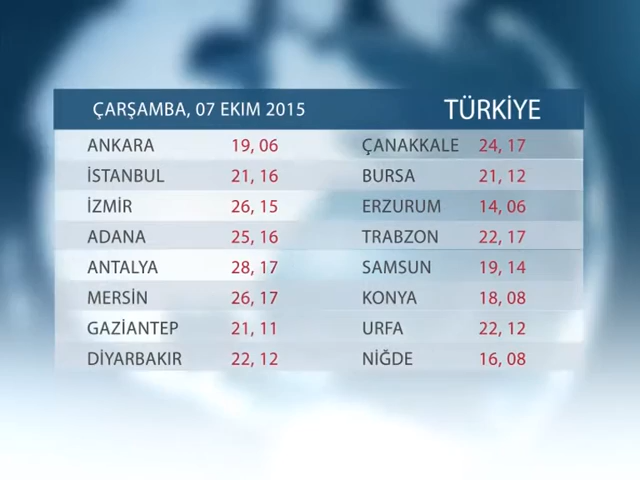 ÇARŞAMBA, 07 EKIM 2015 TÜRKİYE
ANKARA 19, 06 ÇANAKKALE 24, 17
İSTANBUL 21, 16 BURSA 21, 12
İZMİR 26, 15 ERZURUM 14, 06
ADANA 25, 16 TRABZON 22, 17
ANTALYA 28, 17 SAMSUN 19, 14
MERSİN 26, 17 KONYA 18, 08
GAZİANTEP 21, 11 URFA 22, 12
DİYARBAKIR 22, 12 NİĞDE 16, 08